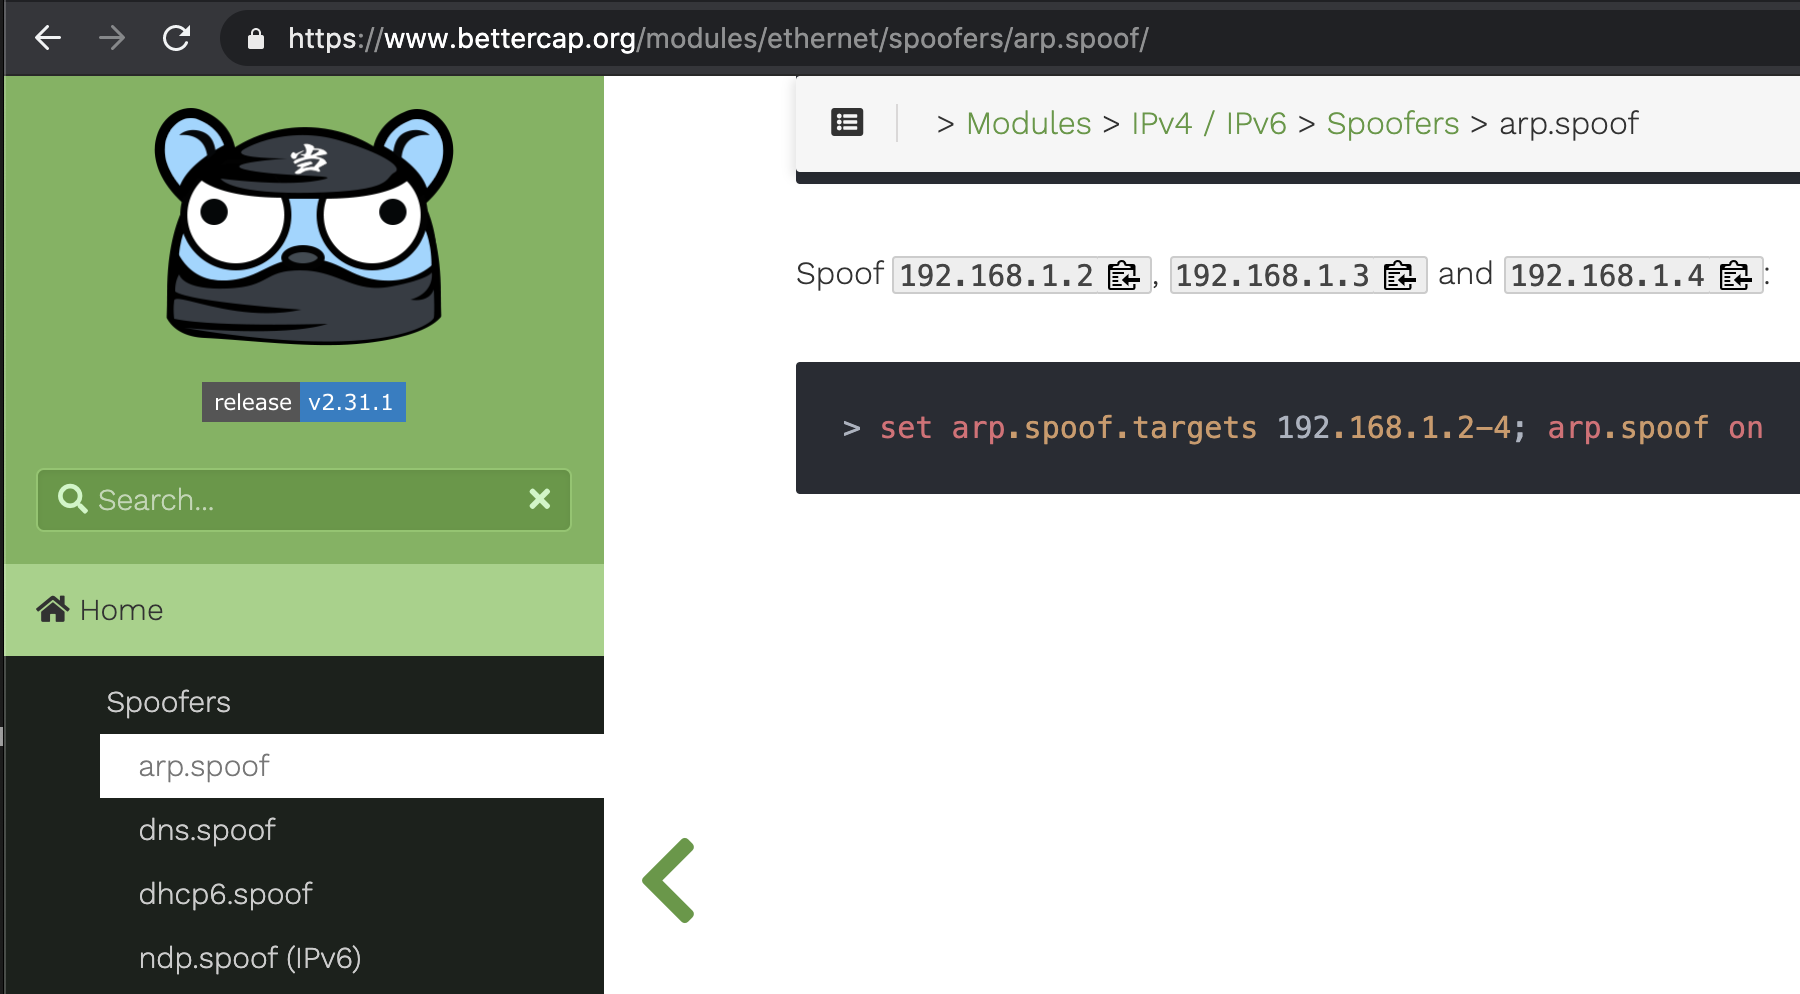 https://www.bettercap.org/modules/ethernet/spoofers/arp.spoof/
> Modules > IPv4 / IPv6 > Spoofers > arp.spoof
Spoof 192.168.1.2, 192.168.1.3 and 192.168.1.4:
> set arp.spoof.targets 192.168.1.2-4; arp.spoof on
release v2.31.1
Search...
Home
Spoofers
arp.spoof
dns.spoof
dhcp6.spoof
ndp.spoof (IPv6)